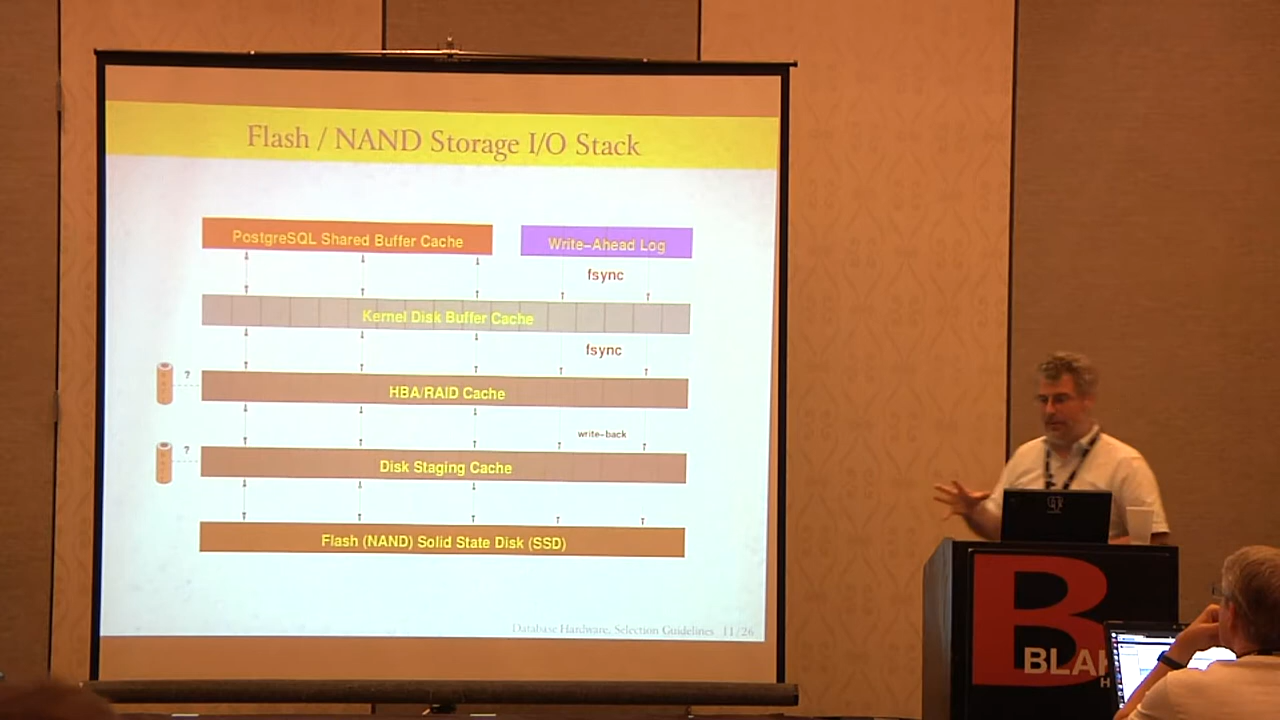 Flash / NAND Storage I/O Stack
PostgreSQL Shared Buffer Cache
Write-Ahead Log
fsync
Kernel Disk Buffer Cache
fsync
?
HBA/RAID Cache
write-back
?
Disk Staging Cache
Flash (NAND) Solid State Disk (SSD)
Database Hardware, Selection Guidelines 11/26
B
BLA
H